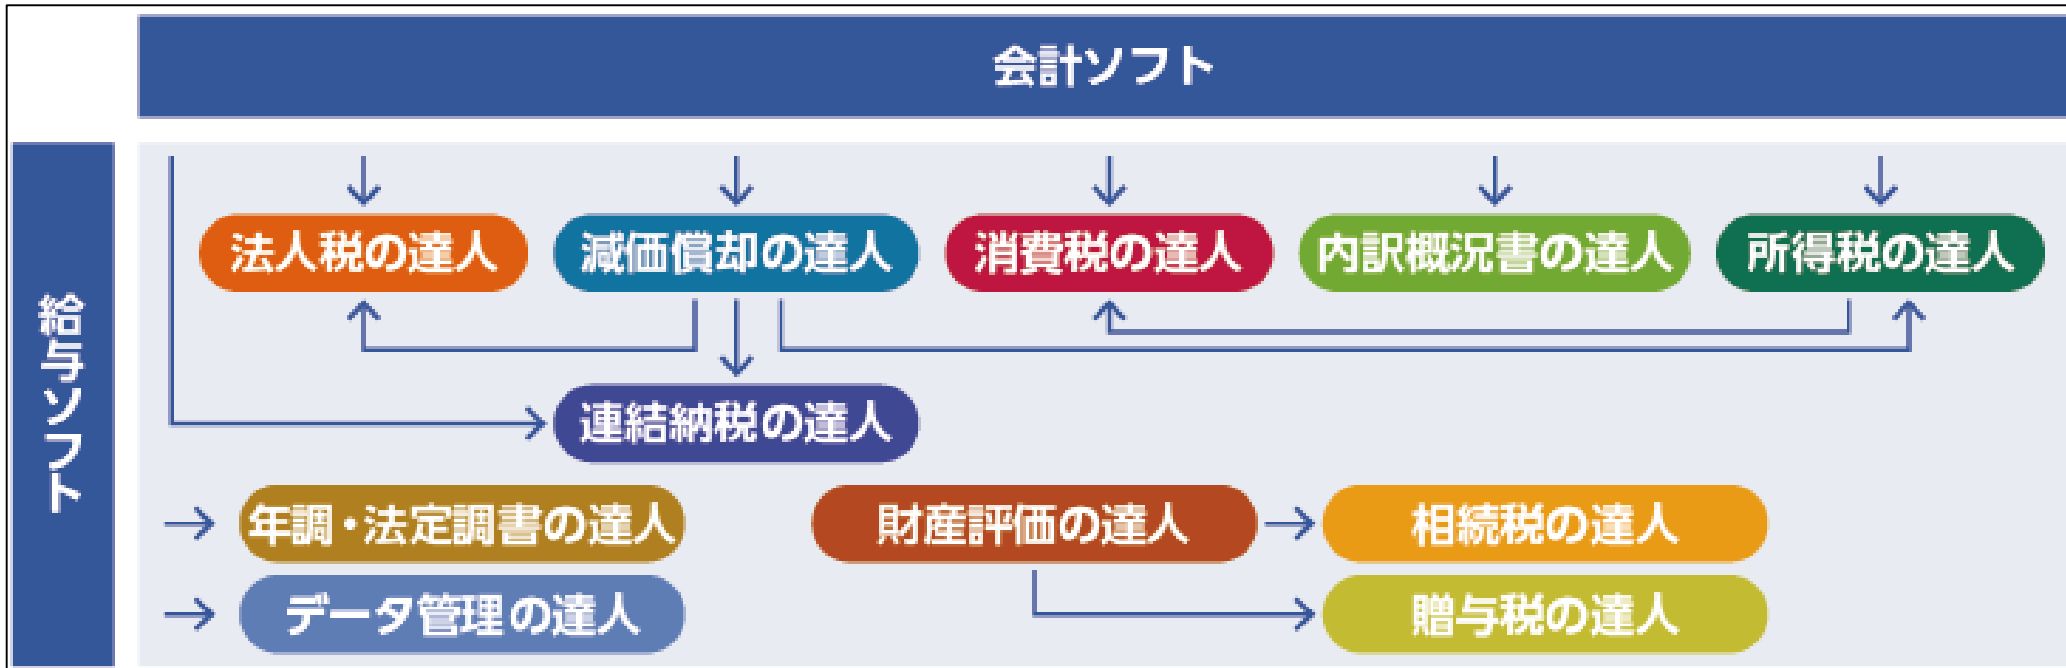 会計ソフト
給与ソフト
法人税の達人
減価償却の達人
消費税の達人
内訳概況書の達人
所得税の達人
連結納税の達人
年調・法定調書の達人
財産評価の達人
相続税の達人
データ管理の達人
贈与税の達人